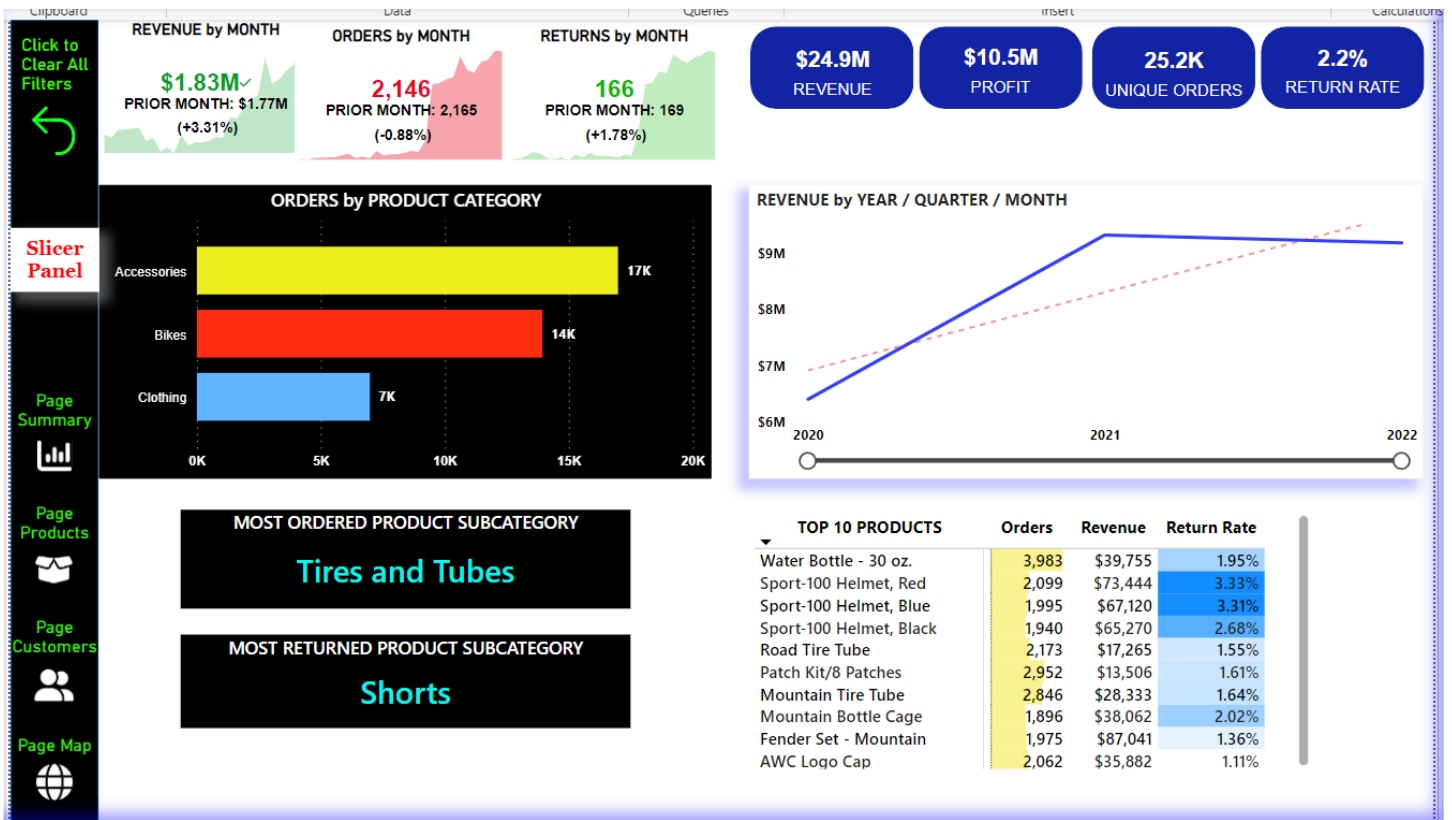 Clipboard Data Queries Insert Calculations
Click to
Clear All
Filters
REVENUE by MONTH
$1.83M
PRIOR MONTH: $1.77M
(+3.31%)
ORDERS by MONTH
2,146
PRIOR MONTH: 2,165
(-0.88%)
RETURNS by MONTH
166
PRIOR MONTH: 169
(+1.78%)
$24.9M
REVENUE
$10.5M
PROFIT
25.2K
UNIQUE ORDERS
2.2%
RETURN RATE
Slicer
Panel
Page
Summary
Page
Products
Page
Customers
Page Map
ORDERS by PRODUCT CATEGORY
Accessories 17K
Bikes 14K
Clothing 7K
0K 5K 10K 15K 20K
REVENUE by YEAR / QUARTER / MONTH
$9M
$8M
$7M
$6M
2020 2021 2022
MOST ORDERED PRODUCT SUBCATEGORY
Tires and Tubes
MOST RETURNED PRODUCT SUBCATEGORY
Shorts
TOP 10 PRODUCTS Orders Revenue Return Rate
Water Bottle - 30 oz. 3,983 $39,755 1.95%
Sport-100 Helmet, Red 2,099 $73,444 3.33%
Sport-100 Helmet, Blue 1,995 $67,120 3.31%
Sport-100 Helmet, Black 1,940 $65,270 2.68%
Road Tire Tube 2,173 $17,265 1.55%
Patch Kit/8 Patches 2,952 $13,506 1.61%
Mountain Tire Tube 2,846 $28,333 1.64%
Mountain Bottle Cage 1,896 $38,062 2.02%
Fender Set - Mountain 1,975 $87,041 1.36%
AWC Logo Cap 2,062 $35,882 1.11%